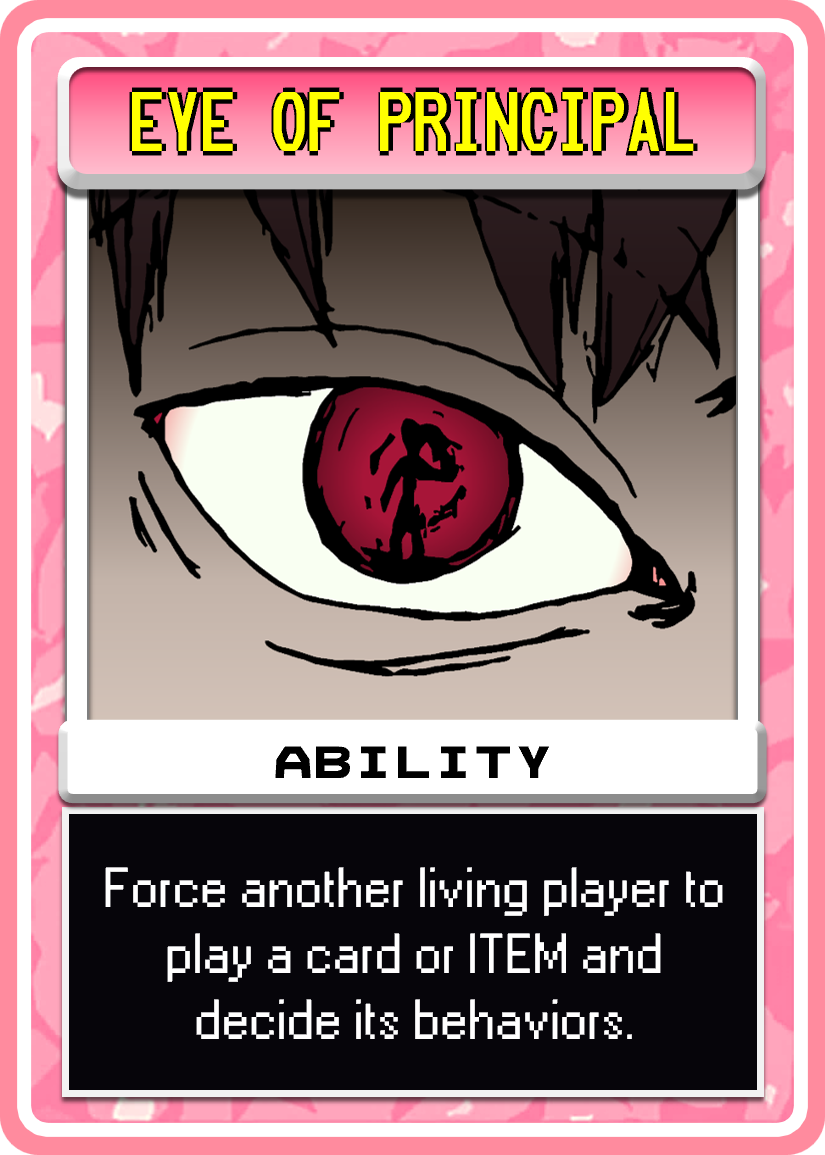 EYE OF PRINCIPAL
ABILITY
Force another living player to
play a card or ITEM and
decide its behaviors.